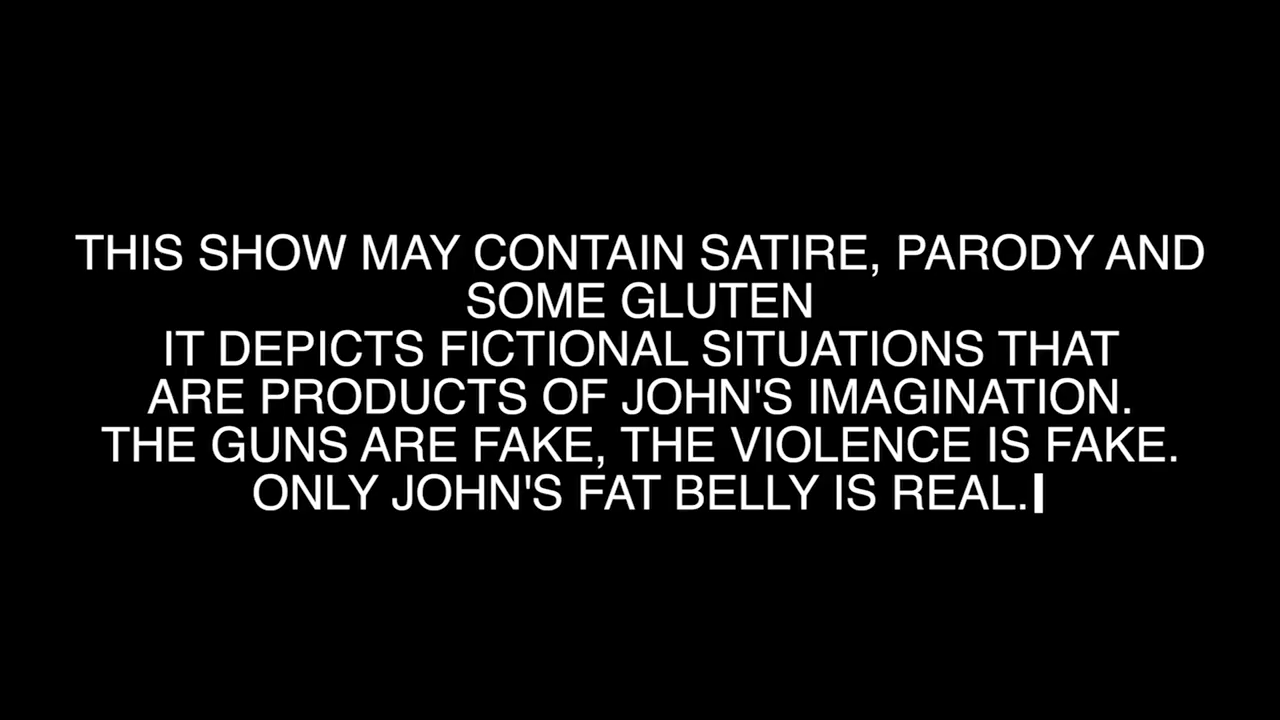 THIS SHOW MAY CONTAIN SATIRE, PARODY AND
SOME GLUTEN
IT DEPICTS FICTIONAL SITUATIONS THAT
ARE PRODUCTS OF JOHN'S IMAGINATION.
THE GUNS ARE FAKE, THE VIOLENCE IS FAKE.
ONLY JOHN'S FAT BELLY IS REAL.